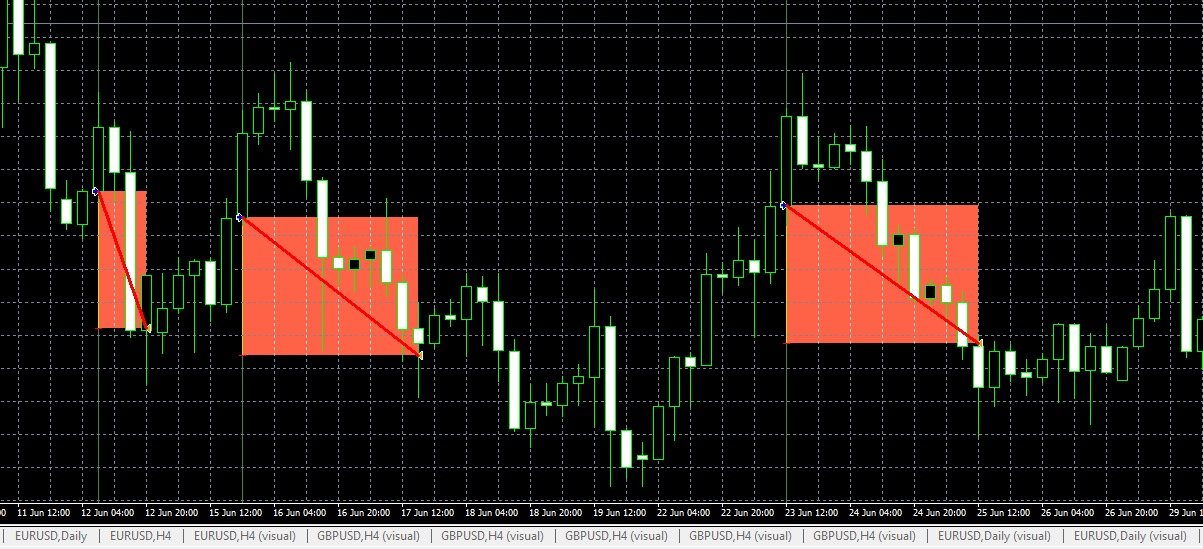 00 11 Jun 12:00 12 Jun 04:00 12 Jun 20:00 15 Jun 12:00 16 Jun 04:00 16 Jun 20:00 17 Jun 12:00 18 Jun 04:00 18 Jun 20:00 19 Jun 12:00 22 Jun 04:00 22 Jun 20:00 23 Jun 12:00 24 Jun 04:00 24 Jun 20:00 25 Jun 12:00 26 Jun 04:00 26 Jun 20:00 29 Jun 1
EURUSD,Daily EURUSD,H4 EURUSD,H4 (visual) GBPUSD,H4 (visual) GBPUSD,H4 (visual) GBPUSD,H4 (visual) GBPUSD,H4 (visual) GBPUSD,H4 (visual) EURUSD,Daily (visual) EURUSD,Daily (visual)